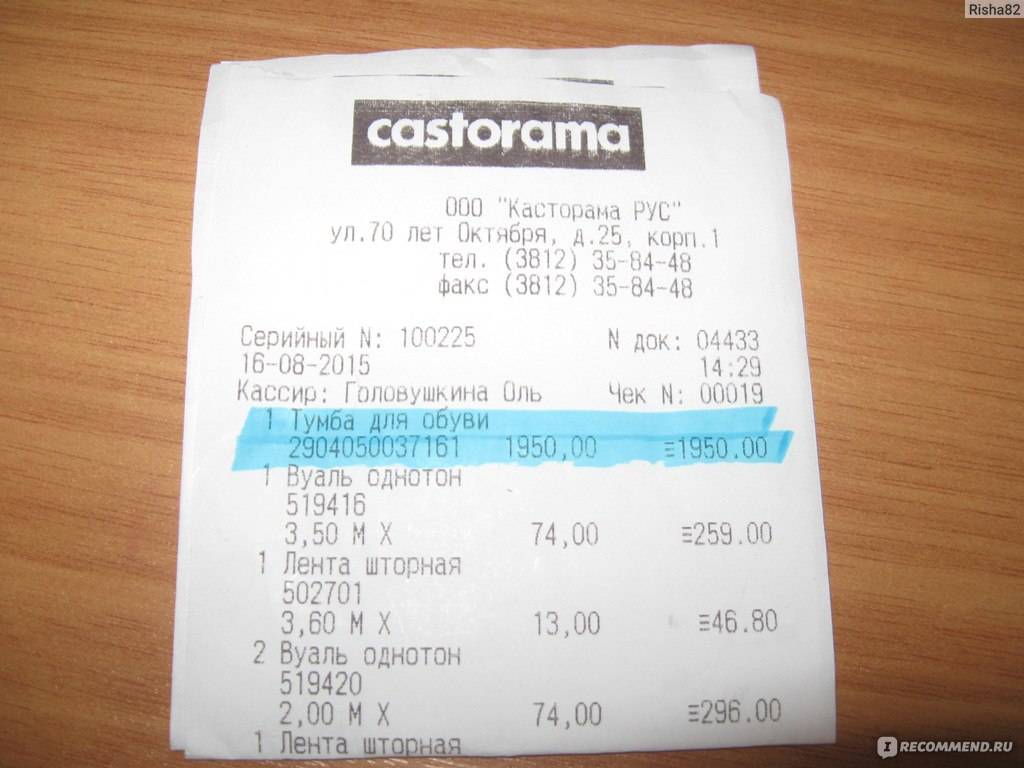 Risha82
castorama
ООО "Касторама РУС"
ул.70 лет Октября, д.25, корп.1
тел. (3812) 35-84-48
факс (3812) 35-84-48
Серийный N: 100225 N док: 04433
16-08-2015 14:29
Кассир: Головушкина Оль Чек N: 00019
1 Тумба для обуви
2904050037161 1950,00 ≡1950.00
1 Вуаль однотон
519416
3,50 М X 74,00 ≡259.00
1 Лента шторная
502701
3,60 М X 13,00 ≡46.80
2 Вуаль однотон
519420
2,00 М X 74,00 ≡296.00
1 Лента шторная
IRECOMMEND.RU